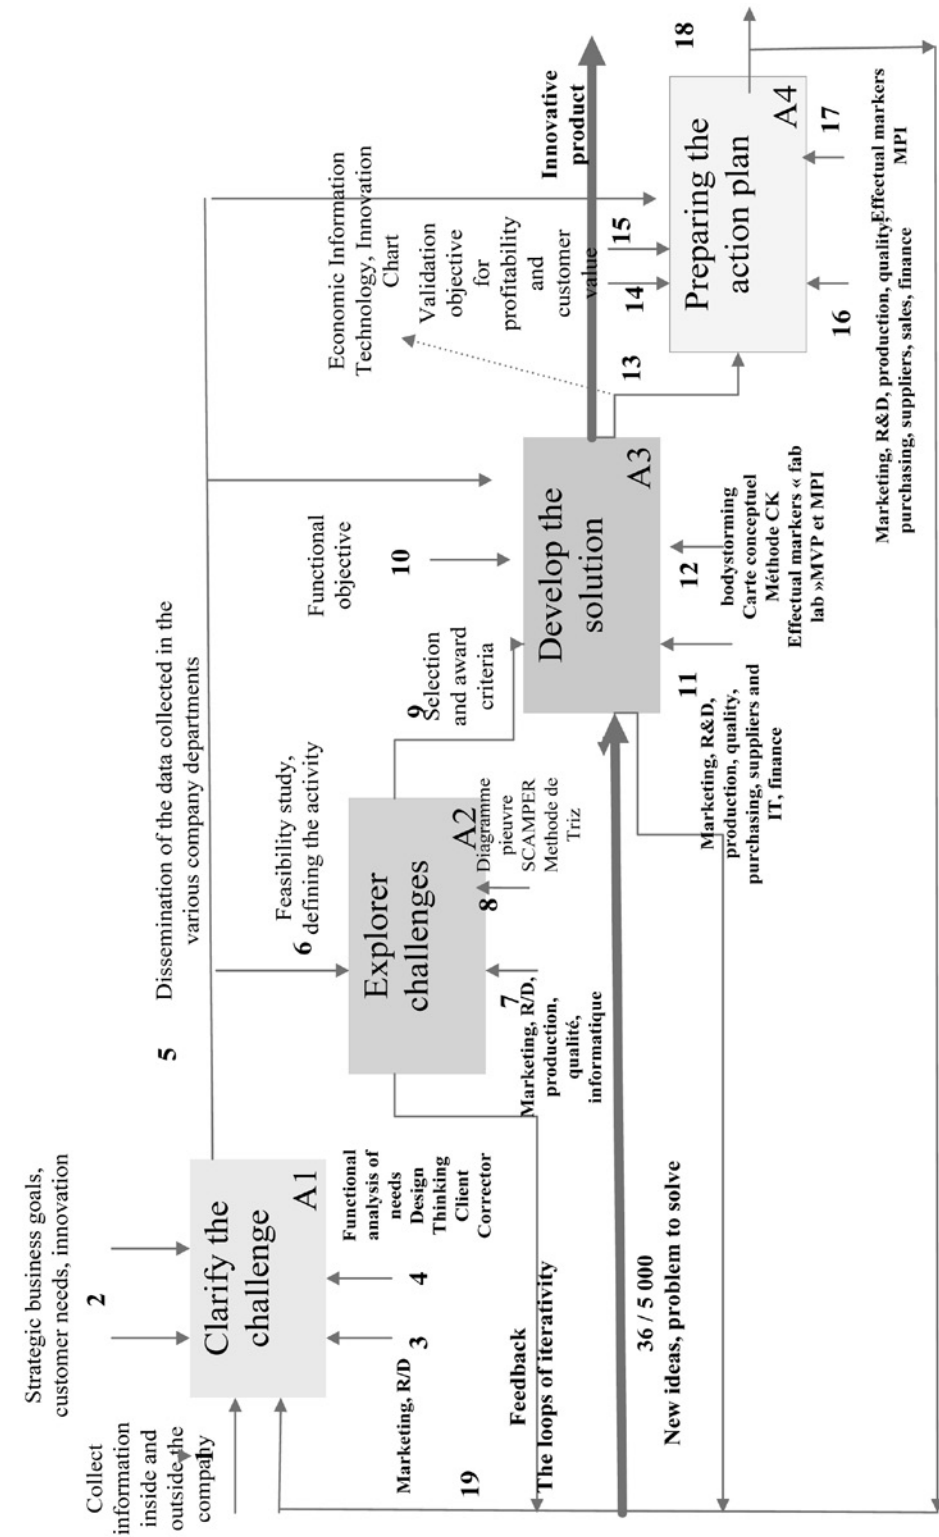 Collect
information
inside and
outside the
company
1
Strategic business goals,
customer needs, innovation
2
Clarify the
challenge
A1
Marketing, R/D
3
4
Functional
analysis of
needs
Design
Thinking
Client
Corrector
5
Dissemination of the data collected in the
various company departments
Feasibility study,
defining the activity
6
Explorer
challenges
A2
7
Marketing, R/D,
production,
qualité,
informatique
8
Diagramme
pieuvre
SCAMPER
Methode de
Triz
9
Selection
and award
criteria
Functional
objective
10
Develop the
solution
A3
11
Marketing, R&D,
production, quality,
purchasing, suppliers and
IT, finance
12
bodystorming
Carte conceptuel
Méthode CK
Effectual markers « fab
lab »MVP et MPI
Economic Information
Technology, Innovation
Chart
Validation
objective
for
profitability
and
customer
value
13
14
15
Innovative
product
Preparing the
action plan
A4
16
Marketing, R&D, production, quality,
purchasing, suppliers, sales, finance
17
Effectual markers
MPI
18
19
Feedback
The loops of iterativity
36 / 5 000
New ideas, problem to solve